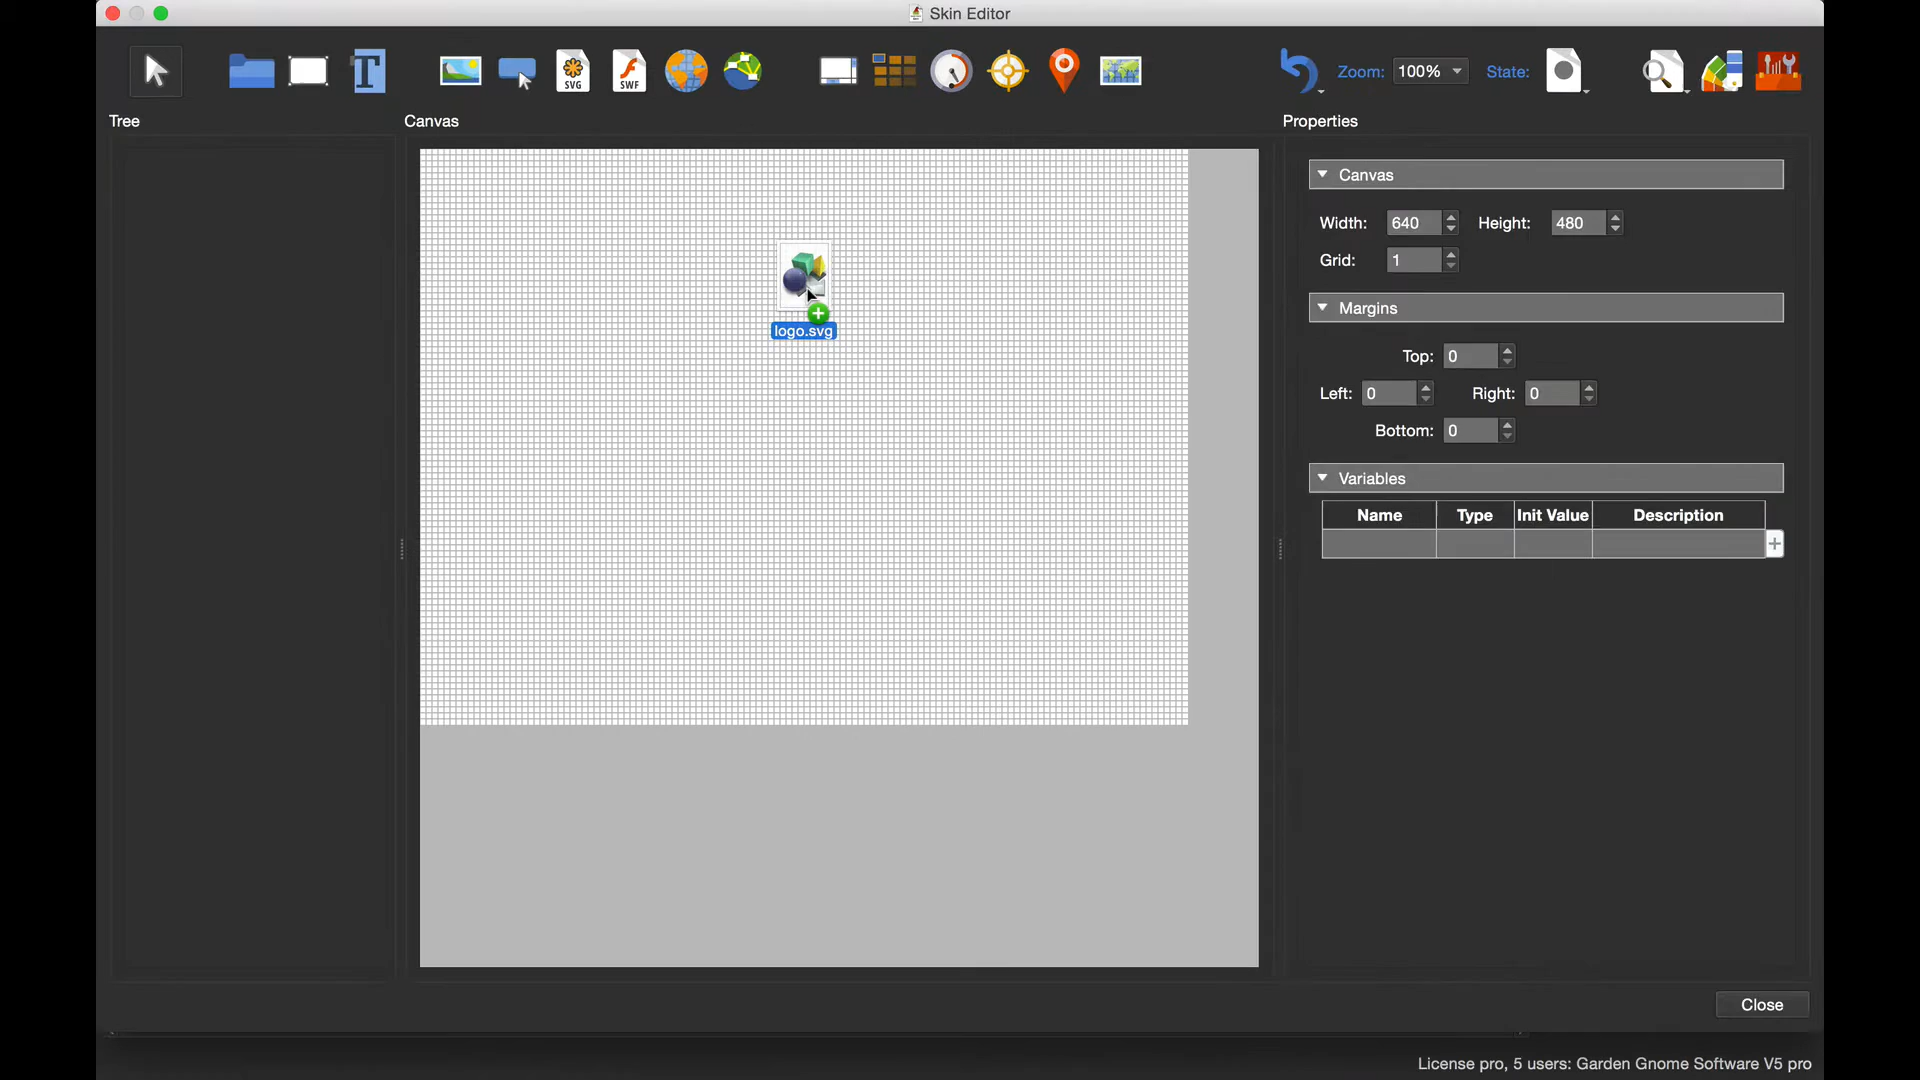 Skin Editor
SVG
SWF
T
Zoom: 100% State:
Tree
Canvas
Properties
Canvas
Width: 640 Height: 480
Grid: 1
Margins
Top: 0
Left: 0 Right: 0
Bottom: 0
Variables
Name Type Init Value Description
logo.svg
Close
License pro, 5 users: Garden Gnome Software V5 pro